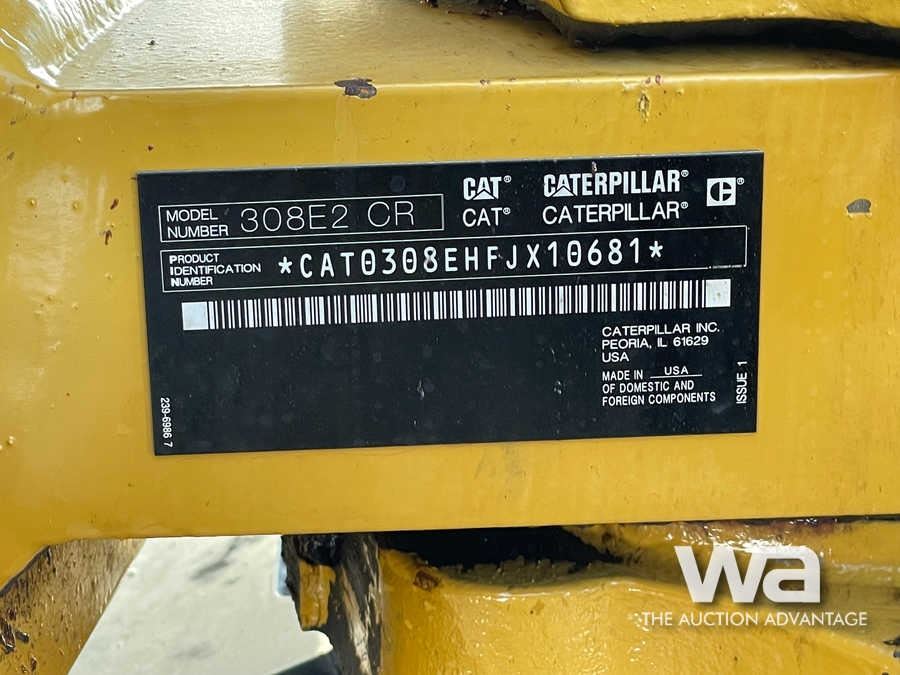 MODEL NUMBER 308E2 CR
CAT® CATERPILLAR®
CAT® CATERPILLAR®
PRODUCT IDENTIFICATION NUMBER *CAT0308EHFJX10681*
CATERPILLAR INC.
PEORIA, IL 61629
USA
MADE IN USA
OF DOMESTIC AND
FOREIGN COMPONENTS
ISSUE 1
239-6986 7
wa
THE AUCTION ADVANTAGE